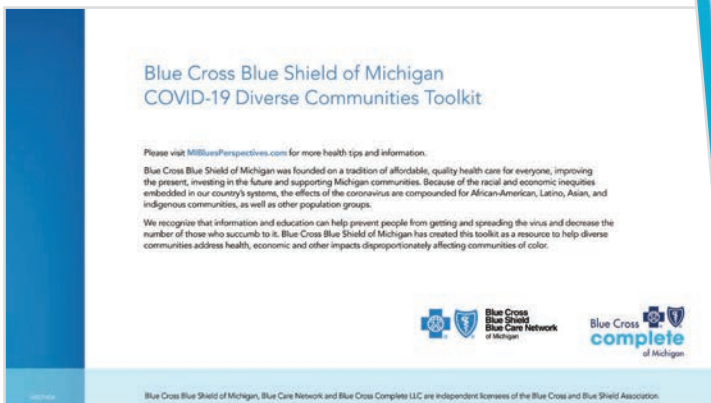 Blue Cross Blue Shield of Michigan
COVID-19 Diverse Communities Toolkit
Please visit MIBluesPerspectives.com for more health tips and information.
Blue Cross Blue Shield of Michigan was founded on a tradition of affordable, quality health care for everyone, improving
the present, investing in the future and supporting Michigan communities. Because of the racial and economic inequities
embedded in our country's systems, the effects of the coronavirus are compounded for African-American, Latino, Asian, and
indigenous communities, as well as other population groups.
We recognize that information and education can help prevent people from getting and spreading the virus and decrease the
number of those who succumb to it. Blue Cross Blue Shield of Michigan has created this toolkit as a resource to help diverse
communities address health, economic and other impacts disproportionately affecting communities of color.
Blue Cross
Blue Shield
Blue Care Network
of Michigan
Blue Cross
complete
of Michigan
Blue Cross Blue Shield of Michigan, Blue Care Network and Blue Cross Complete LLC are independent licensees of the Blue Cross and Blue Shield Association.